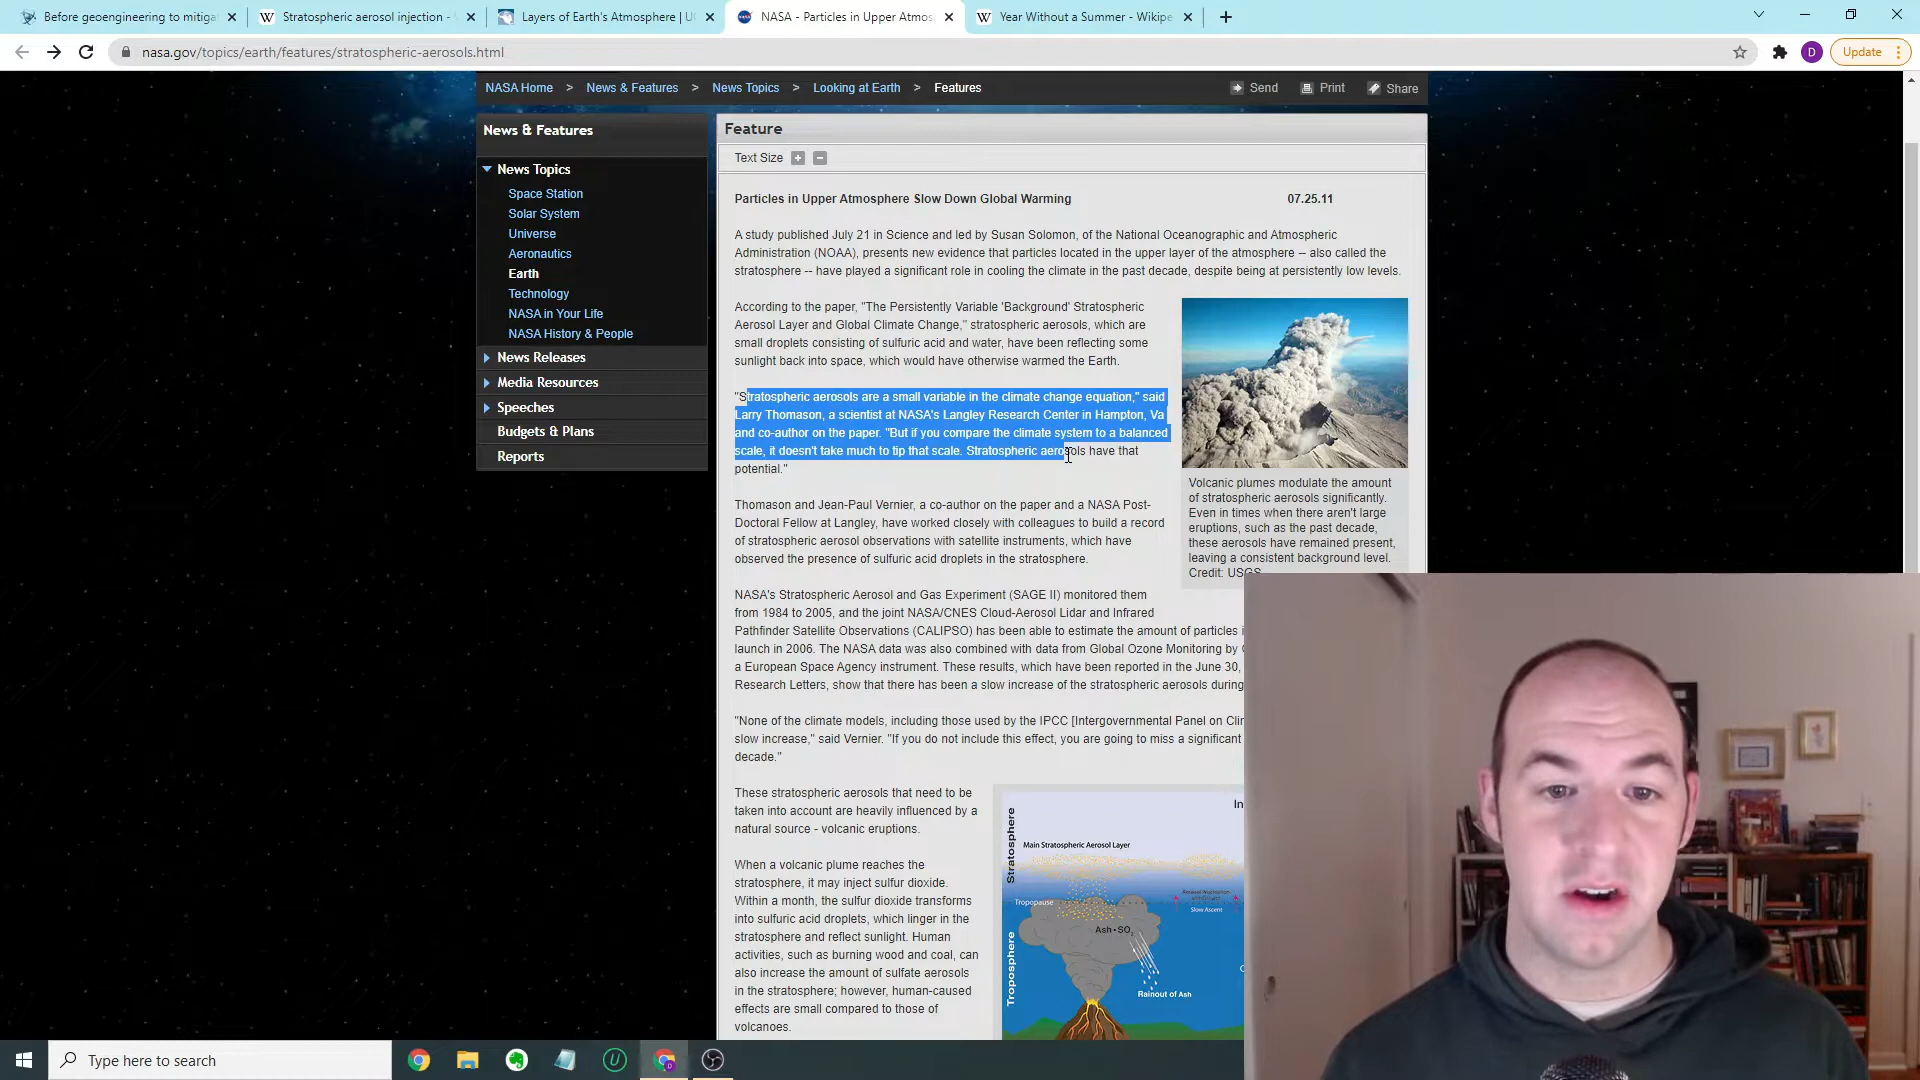 Before geoengineering to mitiga
Stratospheric aerosol injection -
Layers of Earth's Atmosphere | U
NASA - Particles in Upper Atmos
Year Without a Summer - Wikipe
nasa.gov/topics/earth/features/stratospheric-aerosols.html
D
Update
NASA Home > News & Features > News Topics > Looking at Earth > Features
Send
Print
Share
News & Features
News Topics
Space Station
Solar System
Universe
Aeronautics
Earth
Technology
NASA in Your Life
NASA History & People
News Releases
Media Resources
Speeches
Budgets & Plans
Reports
Feature
Text Size
Particles in Upper Atmosphere Slow Down Global Warming
07.25.11
A study published July 21 in Science and led by Susan Solomon, of the National Oceanographic and Atmospheric
Administration (NOAA), presents new evidence that particles located in the upper layer of the atmosphere -- also called the
stratosphere -- have played a significant role in cooling the climate in the past decade, despite being at persistently low levels.
According to the paper, "The Persistently Variable 'Background' Stratospheric
Aerosol Layer and Global Climate Change," stratospheric aerosols, which are
small droplets consisting of sulfuric acid and water, have been reflecting some
sunlight back into space, which would have otherwise warmed the Earth.
"Stratospheric aerosols are a small variable in the climate change equation," said
Larry Thomason, a scientist at NASA's Langley Research Center in Hampton, Va
and co-author on the paper. "But if you compare the climate system to a balanced
scale, it doesn't take much to tip that scale. Stratospheric aerosols have that
potential."
Volcanic plumes modulate the amount
of stratospheric aerosols significantly.
Even in times when there aren't large
eruptions, such as the past decade,
these aerosols have remained present,
leaving a consistent background level.
Credit: USGS
Thomason and Jean-Paul Vernier, a co-author on the paper and a NASA Post-
Doctoral Fellow at Langley, have worked closely with colleagues to build a record
of stratospheric aerosol observations with satellite instruments, which have
observed the presence of sulfuric acid droplets in the stratosphere.
NASA's Stratospheric Aerosol and Gas Experiment (SAGE II) monitored them
from 1984 to 2005, and the joint NASA/CNES Cloud-Aerosol Lidar and Infrared
Pathfinder Satellite Observations (CALIPSO) has been able to estimate the amount of particles i
launch in 2006. The NASA data was also combined with data from Global Ozone Monitoring by
a European Space Agency instrument. These results, which have been reported in the June 30,
Research Letters, show that there has been a slow increase of the stratospheric aerosols during
"None of the climate models, including those used by the IPCC [Intergovernmental Panel on Clin
slow increase," said Vernier. "If you do not include this effect, you are going to miss a significant
decade."
These stratospheric aerosols that need to be
taken into account are heavily influenced by a
natural source - volcanic eruptions.
When a volcanic plume reaches the
stratosphere, it may inject sulfur dioxide.
Within a month, the sulfur dioxide transforms
into sulfuric acid droplets, which linger in the
stratosphere and reflect sunlight. Human
activities, such as burning wood and coal, can
also increase the amount of sulfate aerosols
in the stratosphere; however, human-caused
effects are small compared to those of
volcanoes.
In
Stratosphere
Main Stratospheric Aerosol Layer
Tropopause
Slow Ascent
Ash • SO2
Troposphere
Rainout of Ash
Type here to search